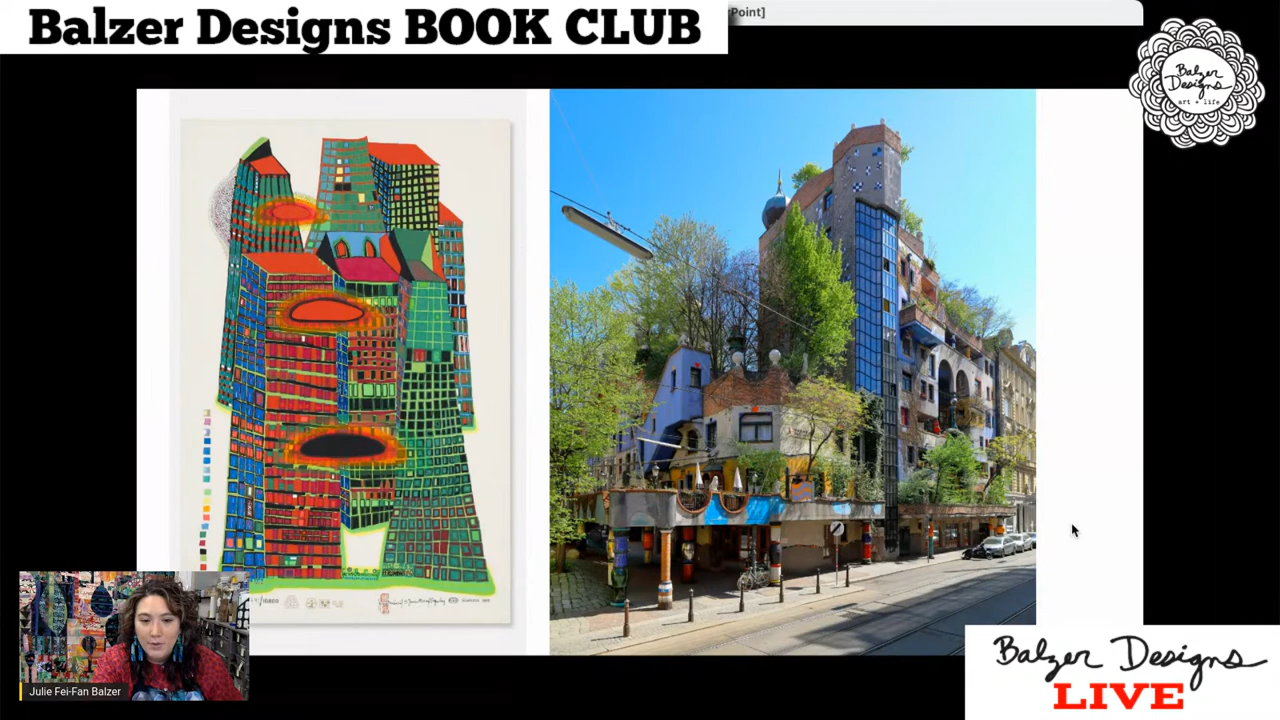 Balzer Designs BOOK CLUB
Point]
Balzer
Designs
art + life
Julie Fei-Fan Balzer
Balzer Designs
LIVE